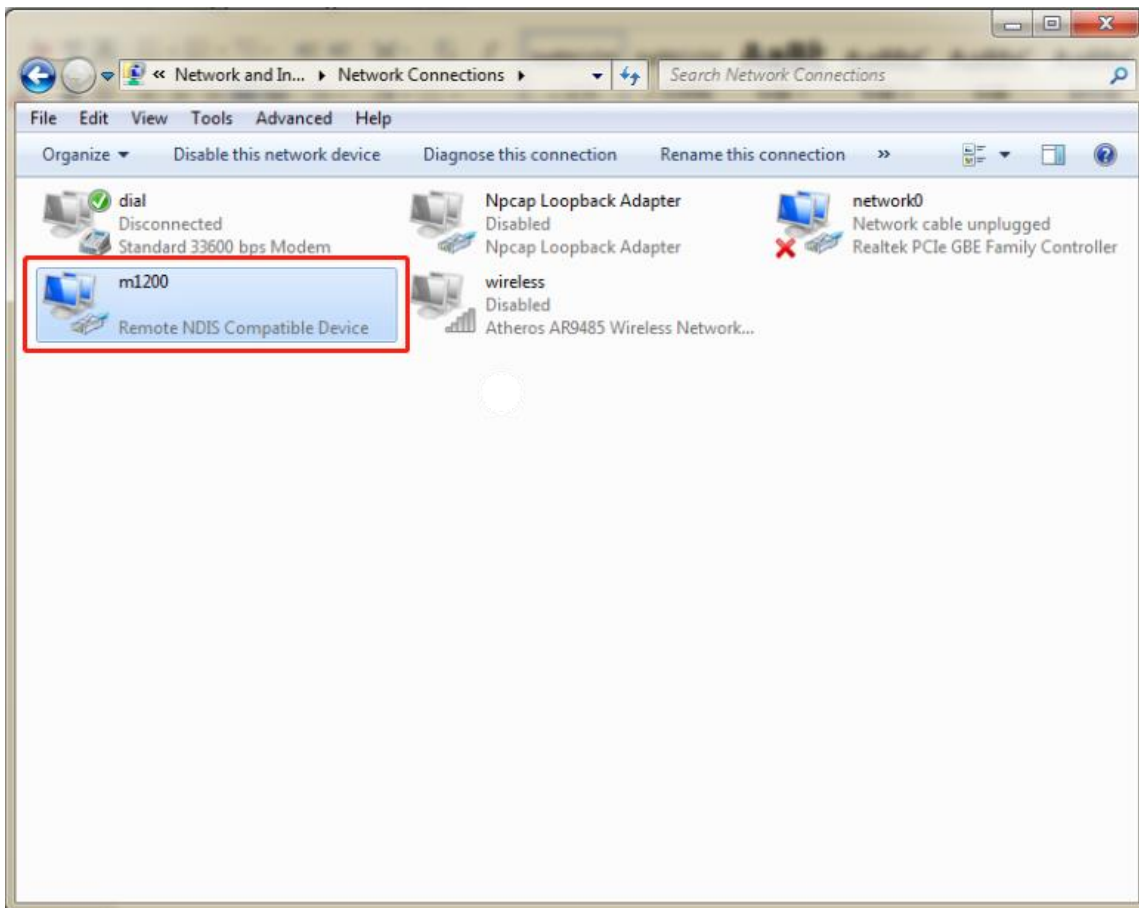 « Network and In... ▸ Network Connections ▸
Search Network Connections
File Edit View Tools Advanced Help
Organize Disable this network device Diagnose this connection Rename this connection »
dial
Disconnected
Standard 33600 bps Modem
Npcap Loopback Adapter
Disabled
Npcap Loopback Adapter
network0
Network cable unplugged
Realtek PCIe GBE Family Controller
m1200
Remote NDIS Compatible Device
wireless
Disabled
Atheros AR9485 Wireless Network...